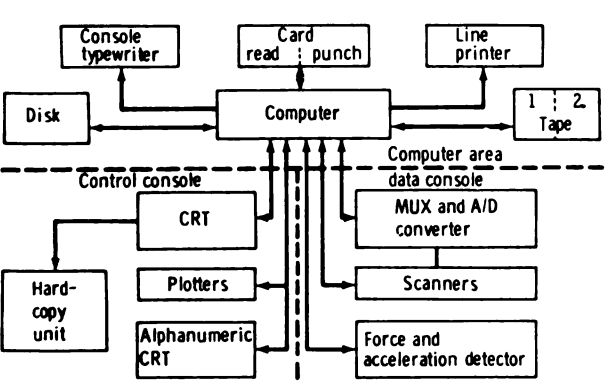 Console
typewriter
Card
read punch
Line
printer
Disk
Computer
1 2
Tape
Computer area
Control console
data console
CRT
MUX and A/D
converter
Hard-
copy
unit
Plotters
Scanners
Alphanumeric
CRT
Force and
acceleration detector